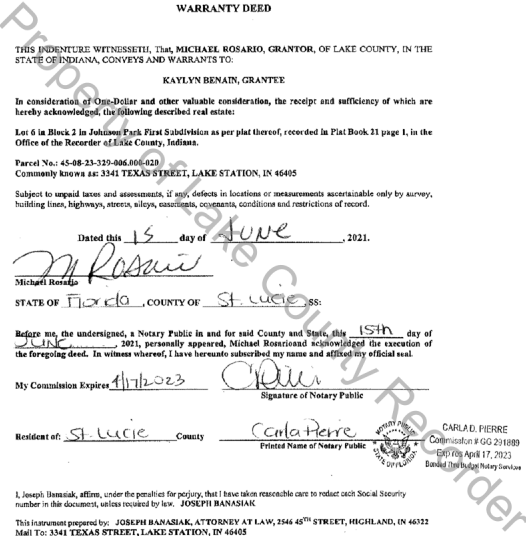 WARRANTY DEED
THIS INDENTURE WITNESSETH, That, MICHAEL ROSARIO, GRANTOR, OF LAKE COUNTY, IN THE
STATE OF INDIANA, CONVEYS AND WARRANTS TO:
KAYLYN BENAIN, GRANTEE
In consideration of One-Dollar and other valuable consideration, the receipt and sufficiency of which are
hereby acknowledged, the following described real estate:
Lot 6 in Block 2 in Johnson Park First Subdivision as per plat thereof, recorded in Plat Book 21 page 1, in the
Office of the Recorder of Lake County, Indiana.
Parcel No.: 45-08-23-329-006.000-020
Commonly known as: 3341 TEXAS STREET, LAKE STATION, IN 46405
Subject to unpaid taxes and assessments, if any, defects in locations or measurements ascertainable only by survey,
building lines, highways, streets, alleys, easements, covenants, conditions and restrictions of record.
Dated this 15 day of JUNE, 2021.
M Rosario
Michael Rosario
STATE OF Florida, COUNTY OF St. Lucie, SS:
Before me, the undersigned, a Notary Public in and for said County and State, this 15th day of
JUNE, 2021, personally appeared, Michael Rosarioand acknowledged the execution of
the foregoing deed. In witness whereof, I have hereunto subscribed my name and affixed my official seal.
My Commission Expires 4/17/2023
Signature of Notary Public
Resident of: St. Lucie County
Carla Pierre
Printed Name of Notary Public
NOTARY PUBLIC
STATE OF FLORIDA
CARLA D. PIERRE
Commission # GG 291889
Expires April 17, 2023
Bonded Thru Budget Notary Services
I, Joseph Banasiak, affirm, under the penalties for perjury, that I have taken reasonable care to redact each Social Security
number in this document, unless required by law. JOSEPH BANASIAK
This instrument prepared by: JOSEPH BANASIAK, ATTORNEY AT LAW, 2546 45TH STREET, HIGHLAND, IN 46322
Mail To: 3341 TEXAS STREET, LAKE STATION, IN 46405
Property of Lake County Recorder